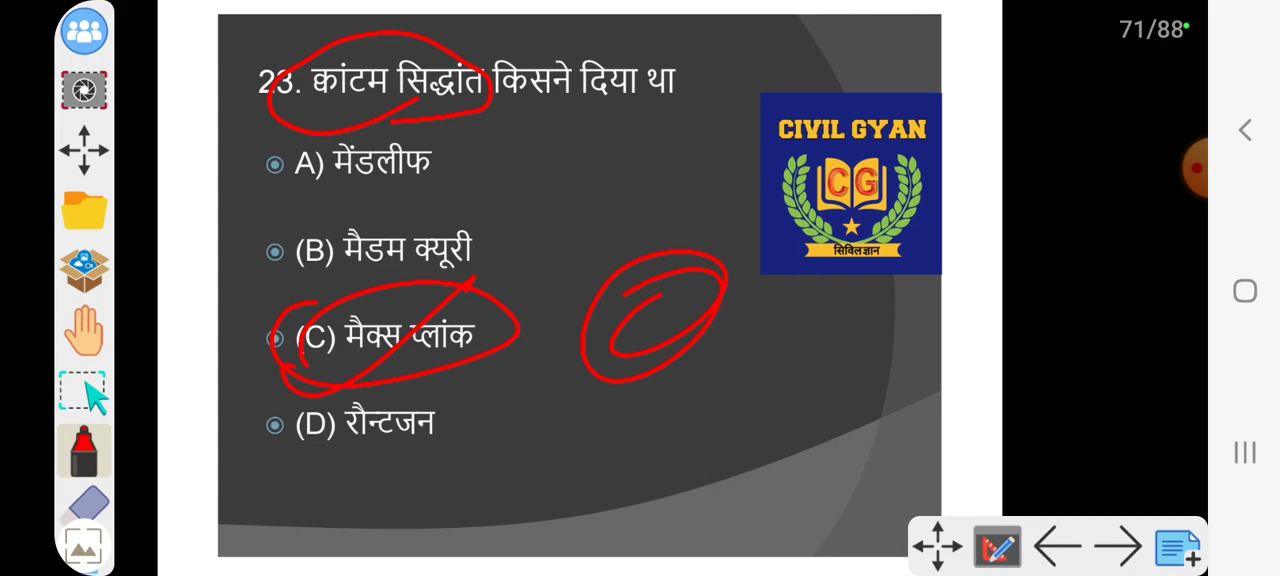 71/88
23. क्वांटम सिद्धांत किसने दिया था
CIVIL GYAN
CG
सिविल ज्ञान
A) मेंडलीफ
(B) मैडम क्यूरी
(C) मैक्स प्लांक
(D) रौन्टजन